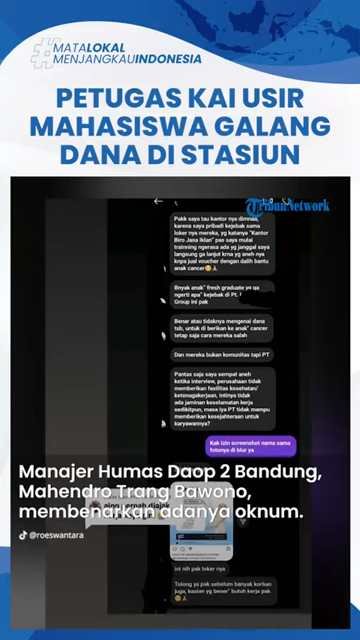 #MATALOKAL
MENJANGKAUINDONESIA
PETUGAS KAI USIR
MAHASISWA GALANG
DANA DI STASIUN
Tribun Network
Pakk saya tau kantor nya dimnaa,
karena saya pribadi kejebak sama
loker nya mereka, yg katanya "Kantor
Biro Jasa Iklan" pas saya mulai
training ngerasa ada yg janggal saya
langsung ga lanjut krna yg aneh nya
knpa jual voucher dengan dalih bantu
anak cancer
Bnyak anak" fresh graduate yg ga
ngerti apa" kejebak di Pt.
Group ini pak
Benar atau tidaknya mengenai dana
tsb, untuk di berikan ke anak" cancer
tetap saja cara mereka salah
Dan mereka bukan komunitas tapi PT
Pantas saja saya sempat aneh
ketika interview, perusahaan tidak
memberikan fasilitas kesehatan/
ketenagakerjaan, intinya tidak
ada jaminan keselamatan kerja
sedikitpun, masa iya PT tidak mampu
memberikan kesejahteraan untuk
karyawannya?
Kak izin screenshot nama sama
fotonya di blur ya
Manajer Humas Daop 2 Bandung,
Mahendro Trang Bawono,
membenarkan adanya oknum.
@roeswantara
Ini nih pak loker nya
Tolong ya pak sebelum banyak korban
juga, kasian yg bener" butuh kerja pak